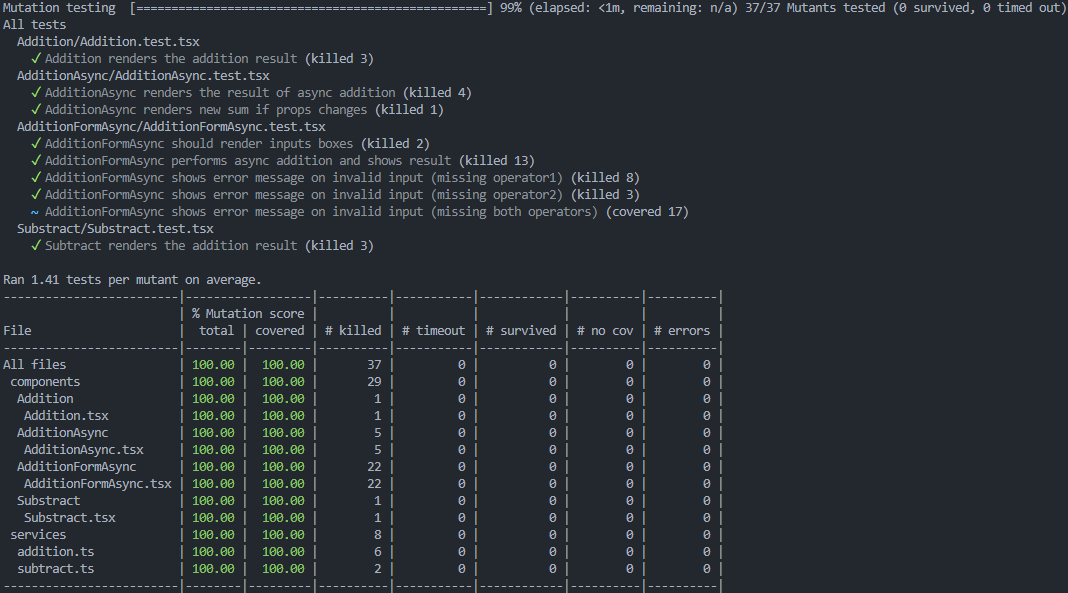 Mutation testing  [==================================================] 99% (elapsed: <1m, remaining: n/a) 37/37 Mutants tested (0 survived, 0 timed out)
All tests
  Addition/Addition.test.tsx
    ✓ Addition renders the addition result (killed 3)
  AdditionAsync/AdditionAsync.test.tsx
    ✓ AdditionAsync renders the result of async addition (killed 4)
    ✓ AdditionAsync renders new sum if props changes (killed 1)
  AdditionFormAsync/AdditionFormAsync.test.tsx
    ✓ AdditionFormAsync should render inputs boxes (killed 2)
    ✓ AdditionFormAsync performs async addition and shows result (killed 13)
    ✓ AdditionFormAsync shows error message on invalid input (missing operator1) (killed 8)
    ✓ AdditionFormAsync shows error message on invalid input (missing operator2) (killed 3)
    ~ AdditionFormAsync shows error message on invalid input (missing both operators) (covered 17)
  Substract/Substract.test.tsx
    ✓ Subtract renders the addition result (killed 3)

Ran 1.41 tests per mutant on average.
-------------------------|------------------|----------|-----------|------------|----------|----------|
                         | % Mutation score |          |           |            |          |          |
File                     |  total | covered | # killed | # timeout | # survived | # no cov | # errors |
-------------------------|--------|---------|----------|-----------|------------|----------|----------|
All files                | 100.00 |  100.00 |       37 |         0 |          0 |        0 |        0 |
 components              | 100.00 |  100.00 |       29 |         0 |          0 |        0 |        0 |
  Addition               | 100.00 |  100.00 |        1 |         0 |          0 |        0 |        0 |
   Addition.tsx          | 100.00 |  100.00 |        1 |         0 |          0 |        0 |        0 |
  AdditionAsync          | 100.00 |  100.00 |        5 |         0 |          0 |        0 |        0 |
   AdditionAsync.tsx     | 100.00 |  100.00 |        5 |         0 |          0 |        0 |        0 |
  AdditionFormAsync      | 100.00 |  100.00 |       22 |         0 |          0 |        0 |        0 |
   AdditionFormAsync.tsx | 100.00 |  100.00 |       22 |         0 |          0 |        0 |        0 |
  Substract              | 100.00 |  100.00 |        1 |         0 |          0 |        0 |        0 |
   Substract.tsx         | 100.00 |  100.00 |        1 |         0 |          0 |        0 |        0 |
 services                | 100.00 |  100.00 |        8 |         0 |          0 |        0 |        0 |
  addition.ts            | 100.00 |  100.00 |        6 |         0 |          0 |        0 |        0 |
  subtract.ts            | 100.00 |  100.00 |        2 |         0 |          0 |        0 |        0 |
-------------------------|--------|---------|----------|-----------|------------|----------|----------|